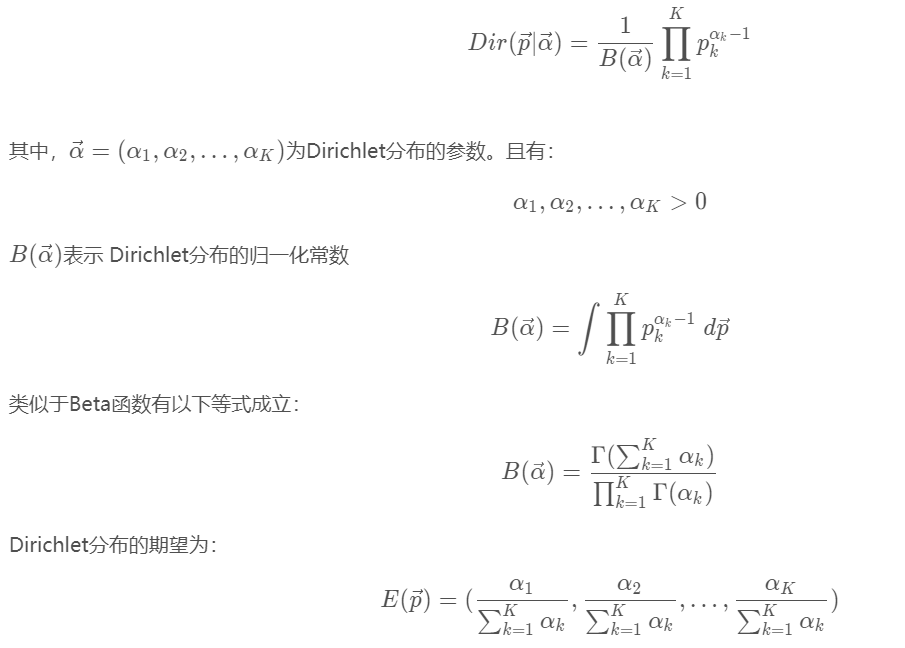 $Dir(\vec{p}|\vec{\alpha}) = \frac{1}{B(\vec{\alpha})} \prod_{k=1}^{K} p_k^{\alpha_k - 1}$
其中，$\vec{\alpha} = (\alpha_1, \alpha_2, \ldots, \alpha_K)$为Dirichlet分布的参数。且有：
$\alpha_1, \alpha_2, \ldots, \alpha_K > 0$
$B(\vec{\alpha})$表示 Dirichlet分布的归一化常数
$B(\vec{\alpha}) = \int \prod_{k=1}^{K} p_k^{\alpha_k - 1} \ d\vec{p}$
类似于Beta函数有以下等式成立：
$B(\vec{\alpha}) = \frac{\Gamma(\sum_{k=1}^{K} \alpha_k)}{\prod_{k=1}^{K} \Gamma(\alpha_k)}$
Dirichlet分布的期望为：
$E(\vec{p}) = (\frac{\alpha_1}{\sum_{k=1}^{K} \alpha_k}, \frac{\alpha_2}{\sum_{k=1}^{K} \alpha_k}, \ldots, \frac{\alpha_K}{\sum_{k=1}^{K} \alpha_k})$